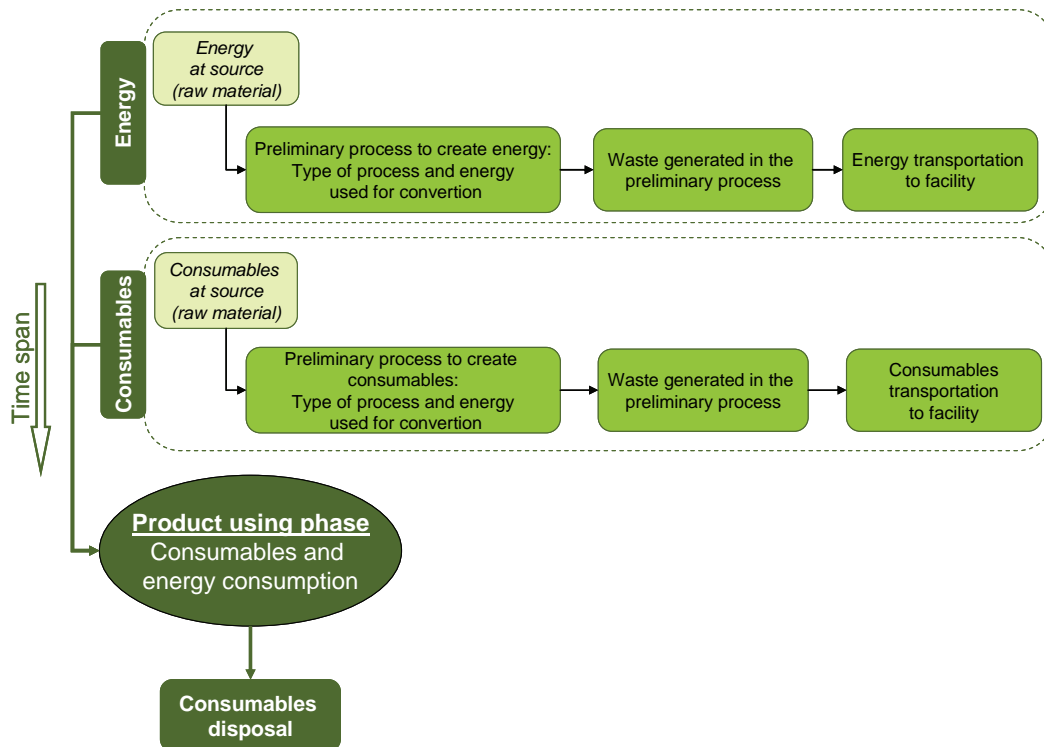 Energy
Energy
at source
(raw material)
Preliminary process to create energy:
Type of process and energy
used for convertion
Waste generated in the
preliminary process
Energy transportation
to facility
Time span
Consumables
Consumables
at source
(raw material)
Preliminary process to create
consumables:
Type of process and energy
used for convertion
Waste generated in the
preliminary process
Consumables
transportation
to facility
Product using phase
Consumables and
energy consumption
Consumables
disposal